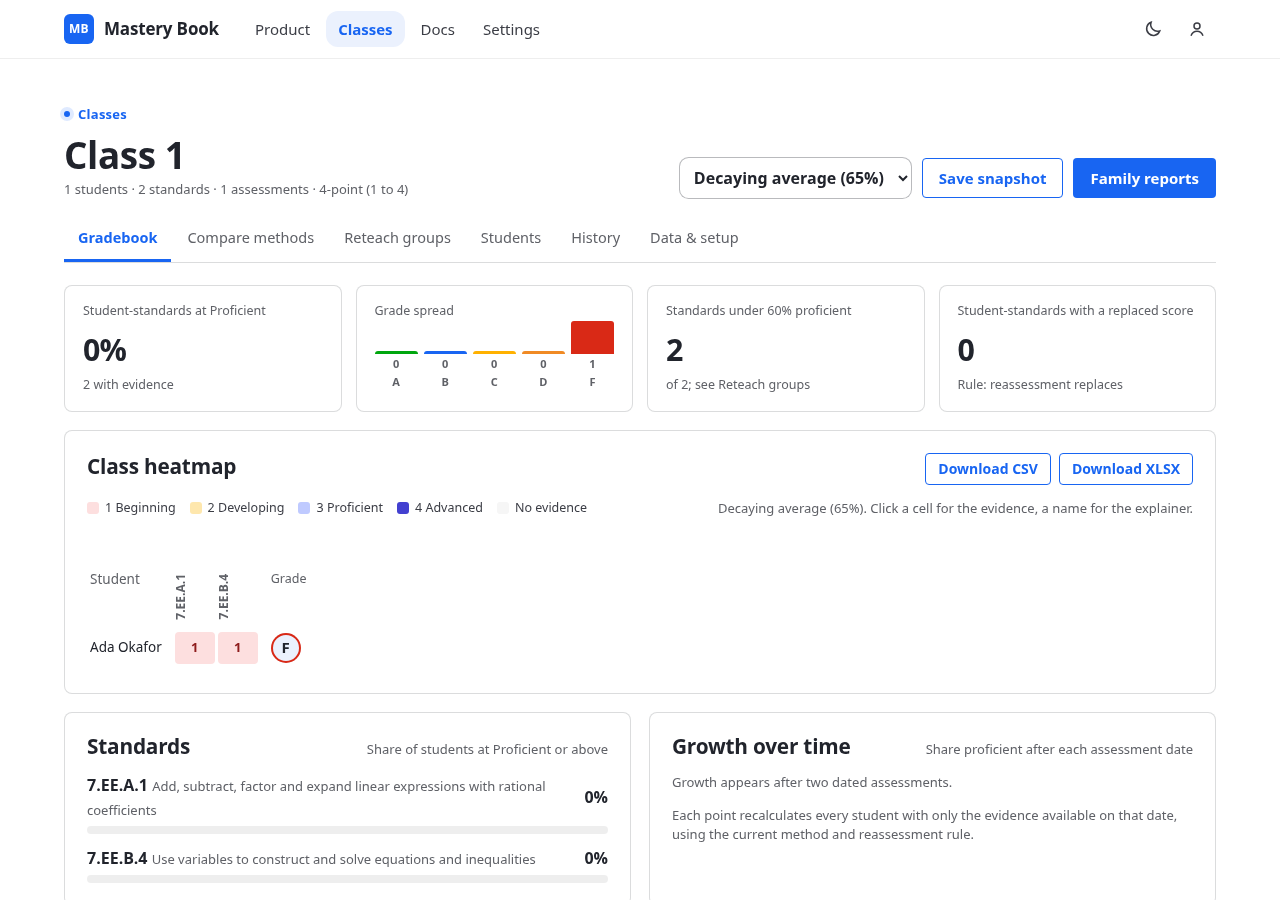 MB Mastery Book Product Classes Docs Settings
Classes
Class 1
1 students · 2 standards · 1 assessments · 4-point (1 to 4)
Decaying average (65%) Save snapshot Family reports
Gradebook Compare methods Reteach groups Students History Data & setup
Student-standards at Proficient
0%
2 with evidence
Grade spread
0 0 0 0 1
A B C D F
Standards under 60% proficient
2
of 2; see Reteach groups
Student-standards with a replaced score
0
Rule: reassessment replaces
Class heatmap
Download CSV Download XLSX
1 Beginning 2 Developing 3 Proficient 4 Advanced No evidence
Decaying average (65%). Click a cell for the evidence, a name for the explainer.
Student 7.EE.A.1 7.EE.B.4 Grade
Ada Okafor 1 1 F
Standards
Share of students at Proficient or above
7.EE.A.1 Add, subtract, factor and expand linear expressions with rational
coefficients
0%
7.EE.B.4 Use variables to construct and solve equations and inequalities 0%
Growth over time
Share proficient after each assessment date
Growth appears after two dated assessments.
Each point recalculates every student with only the evidence available on that date,
using the current method and reassessment rule.